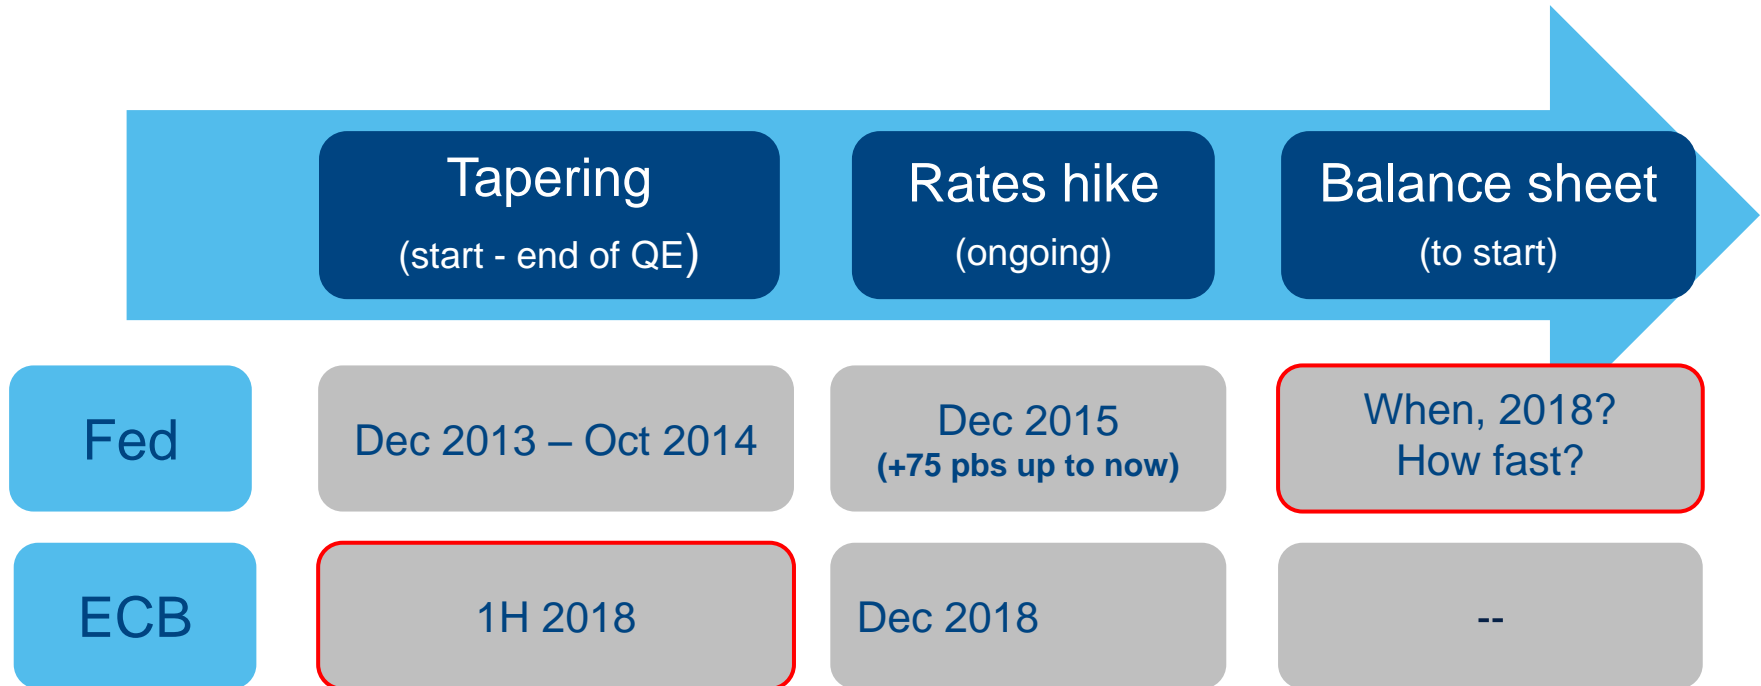 Tapering
(start - end of QE)
Rates hike
(ongoing)
Balance sheet
(to start)
Fed
Dec 2013 – Oct 2014
Dec 2015
(+75 pbs up to now)
When, 2018?
How fast?
ECB
1H 2018
Dec 2018
--